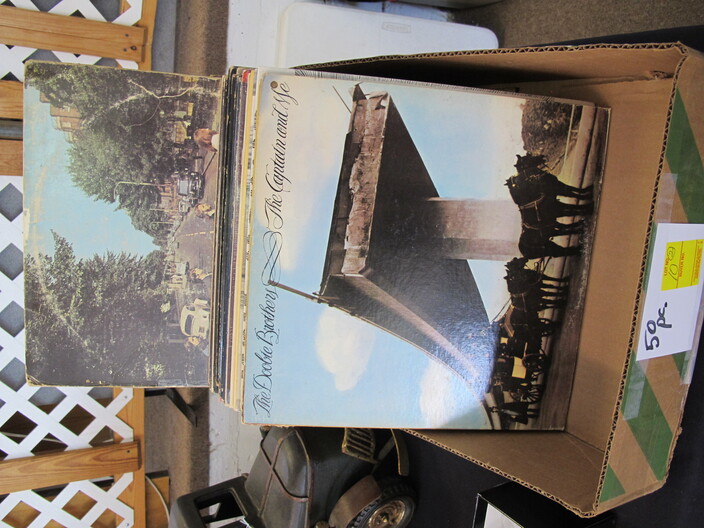 The Doobie Brothers The Captain and Me
50 pc.